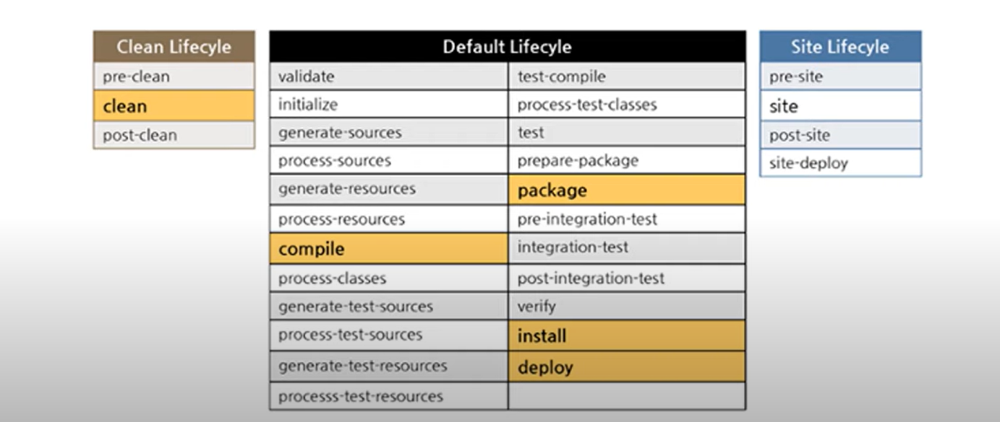 Clean Lifecyle
pre-clean
clean
post-clean
Default Lifecyle
validate
initialize
generate-sources
process-sources
generate-resources
process-resources
compile
process-classes
generate-test-sources
process-test-sources
generate-test-resources
processs-test-resources
test-compile
process-test-classes
test
prepare-package
package
pre-integration-test
integration-test
post-integration-test
verify
install
deploy
Site Lifecyle
pre-site
site
post-site
site-deploy